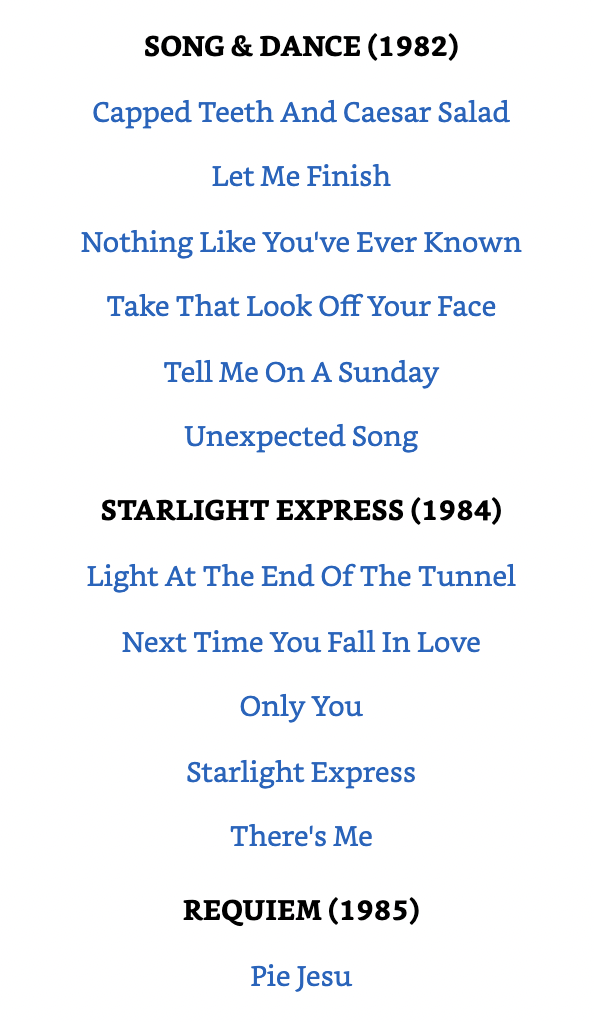 SONG & DANCE (1982)
Capped Teeth And Caesar Salad
Let Me Finish
Nothing Like You've Ever Known
Take That Look Off Your Face
Tell Me On A Sunday
Unexpected Song
STARLIGHT EXPRESS (1984)
Light At The End Of The Tunnel
Next Time You Fall In Love
Only You
Starlight Express
There's Me
REQUIEM (1985)
Pie Jesu